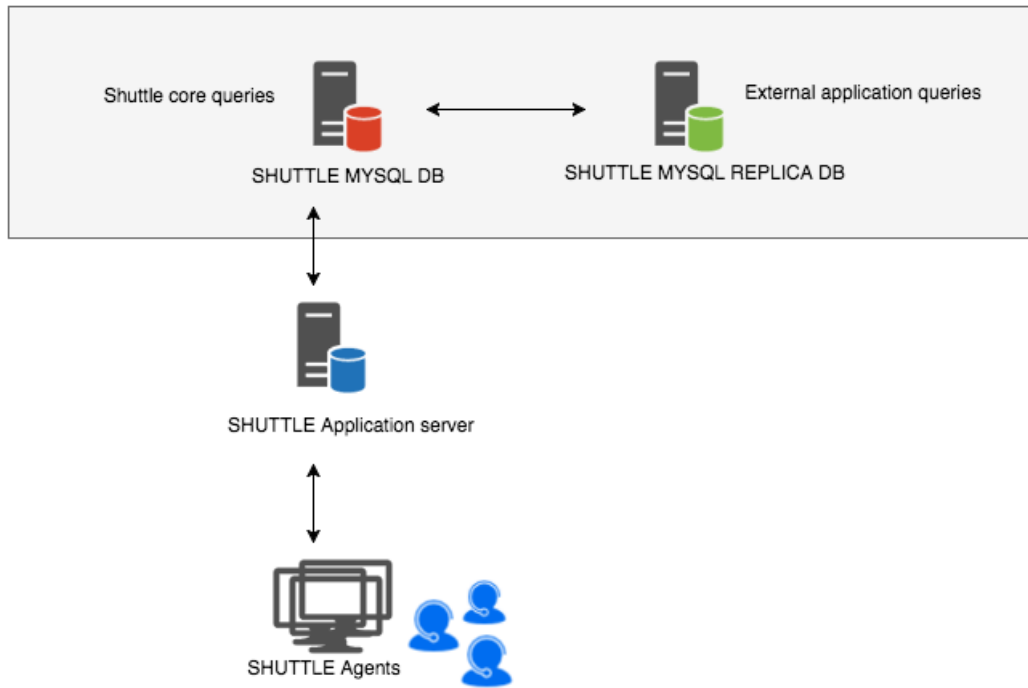 Shuttle core queries
External application queries
SHUTTLE MYSQL DB
SHUTTLE MYSQL REPLICA DB
SHUTTLE Application server
SHUTTLE Agents